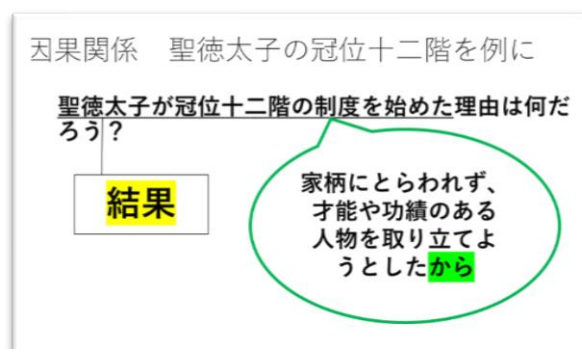 因果関係　聖徳太子の冠位十二階を例に
聖徳太子が冠位十二階の制度を始めた理由は何だ
ろう？
結果
家柄にとらわれず、
才能や功績のある
人物を取り立てよ
うとしたから